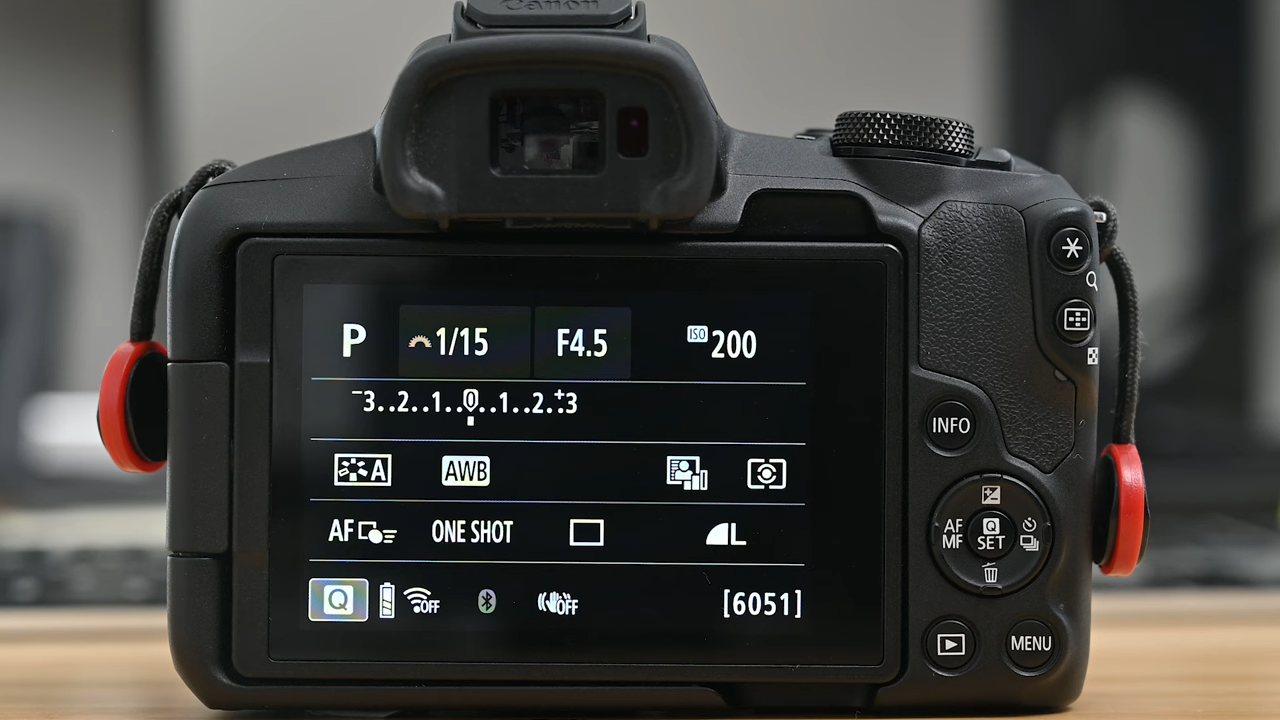 Canon
P 1/15 F4.5 ISO 200
-3..2..1..0..1..2.+3
A AWB
AF ONE SHOT L
Q OFF OFF [6051]
INFO
AF
MF
Q
SET
MENU